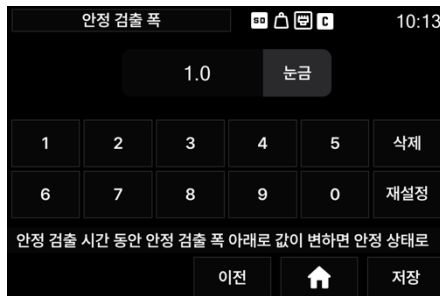 안정 검출 폭 SD C 10:13
1.0 눈금
1 2 3 4 5 삭제
6 7 8 9 0 재설정
안정 검출 시간 동안 안정 검출 폭 아래로 값이 변하면 안정 상태로
이전 저장